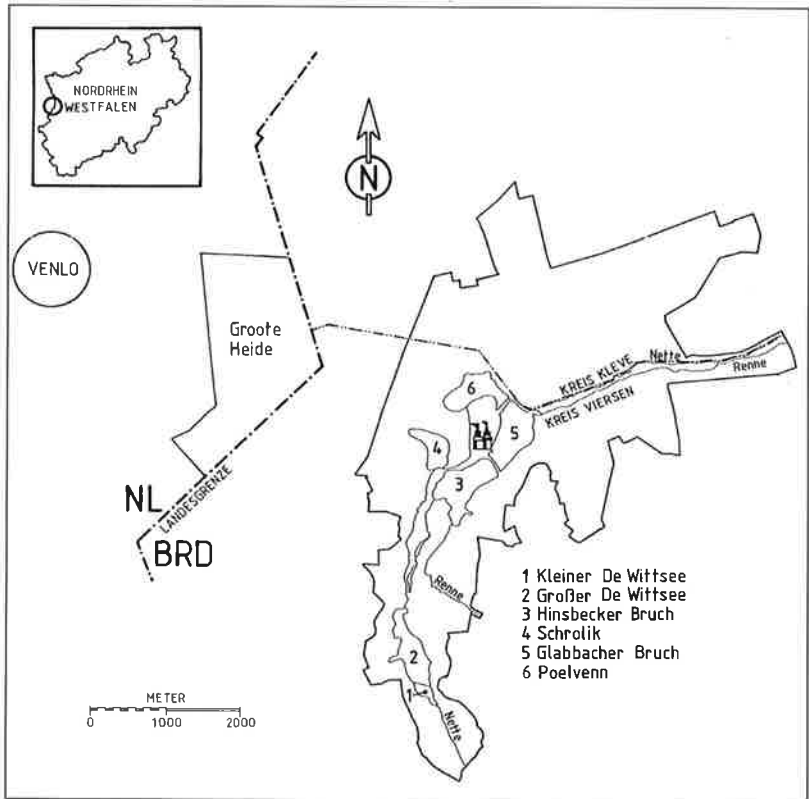 NORDRHEIN
WESTFALEN
N
VENLO
Groote
Heide
KREIS KLEVE
Nette
Renne
KREIS VIERSEN
6
5
4
3
NL
LANDESGRENZE
BRD
Renne
1 Kleiner De Wittsee
2 Großer De Wittsee
3 Hinsbecker Bruch
4 Schrolik
5 Glabbacher Bruch
6 Poelvenn
2
1
Nette
METER
0 1000 2000